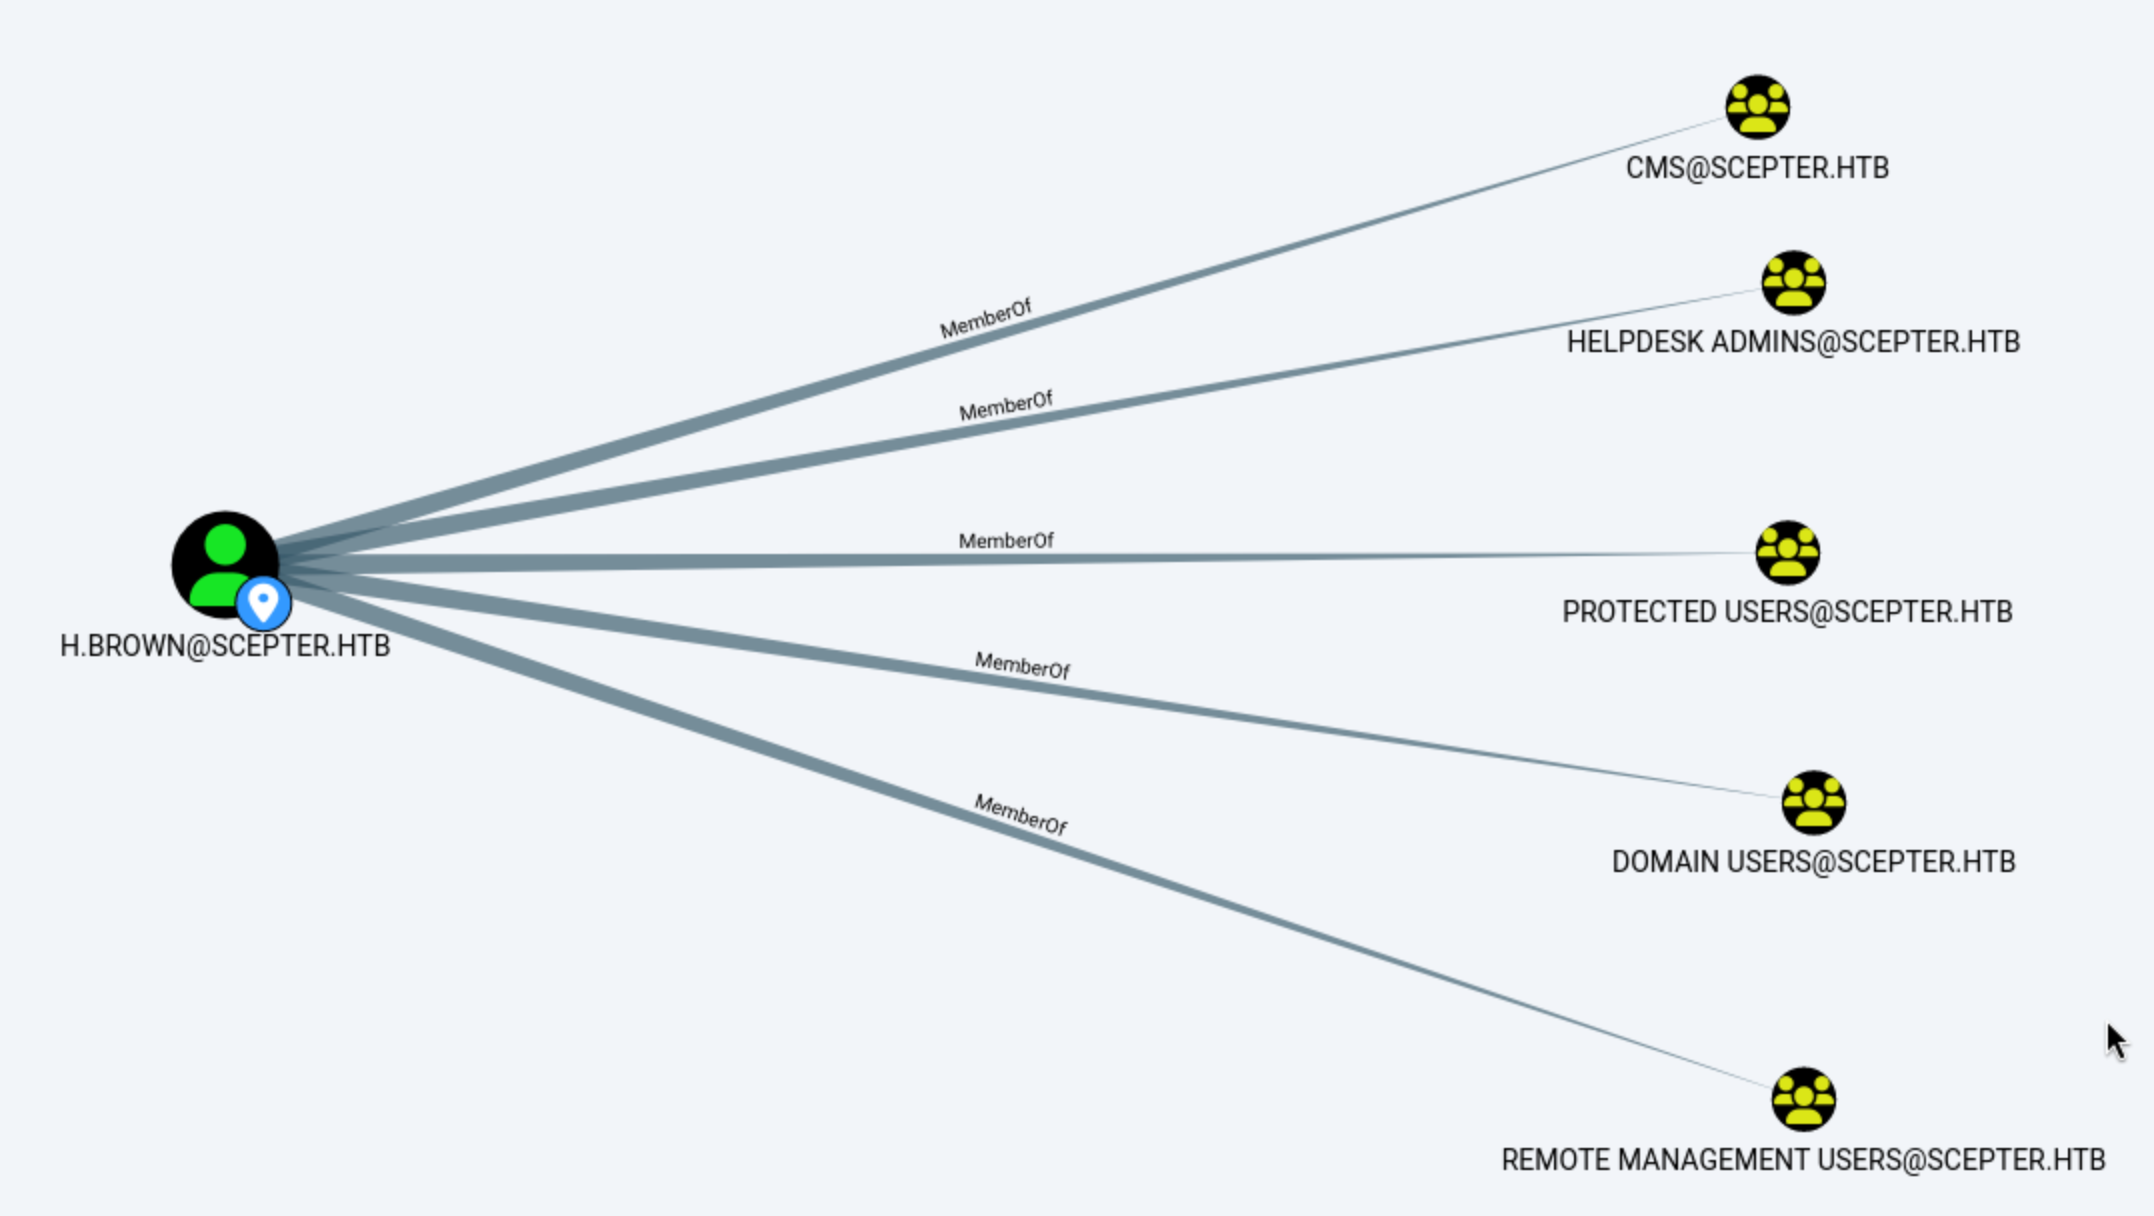 CMS@SCEPTER.HTB
MemberOf
HELPDESK ADMINS@SCEPTER.HTB
MemberOf
MemberOf
PROTECTED USERS@SCEPTER.HTB
H.BROWN@SCEPTER.HTB
MemberOf
DOMAIN USERS@SCEPTER.HTB
MemberOf
REMOTE MANAGEMENT USERS@SCEPTER.HTB